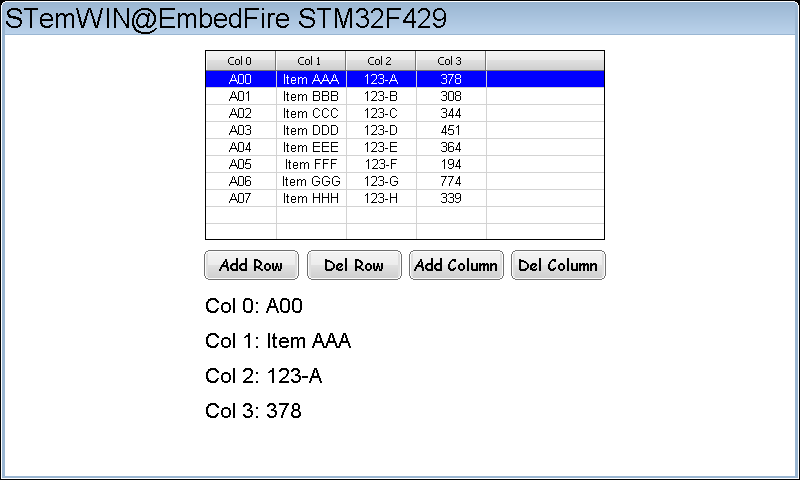 STemWIN@EmbedFire STM32F429
Col 0 Col 1 Col 2 Col 3
A00 Item AAA 123-A 378
A01 Item BBB 123-B 308
A02 Item CCC 123-C 344
A03 Item DDD 123-D 451
A04 Item EEE 123-E 364
A05 Item FFF 123-F 194
A06 Item GGG 123-G 774
A07 Item HHH 123-H 339
Add Row Del Row Add Column Del Column
Col 0: A00
Col 1: Item AAA
Col 2: 123-A
Col 3: 378